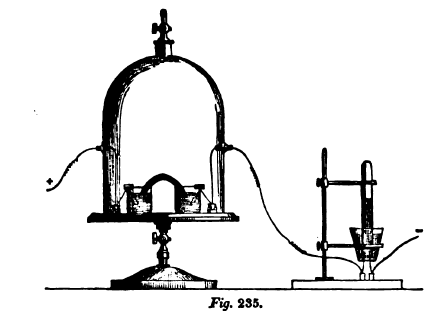 +
–
Fig. 235.